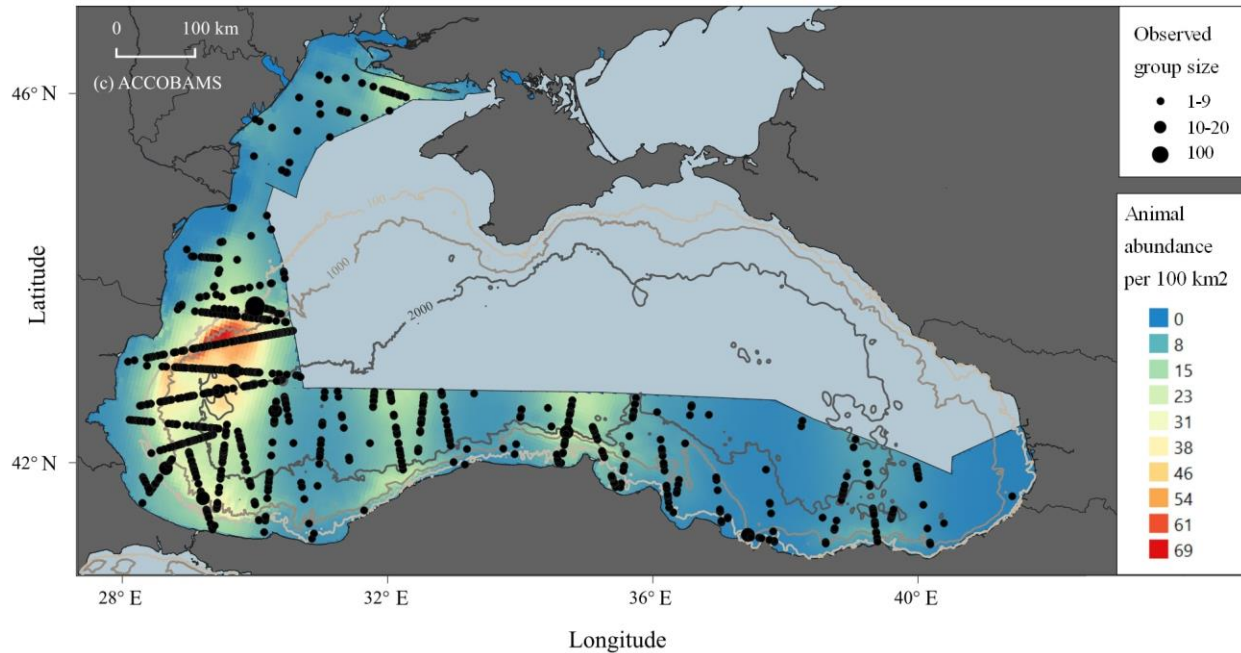 0 100 km
(c) ACCOBAMS
46° N
42° N
Latitude
100
1000
2000
28° E
32° E
36° E
40° E
Longitude
Observed
group size
1-9
10-20
100
Animal
abundance
per 100 km2
0
8
15
23
31
38
46
54
61
69